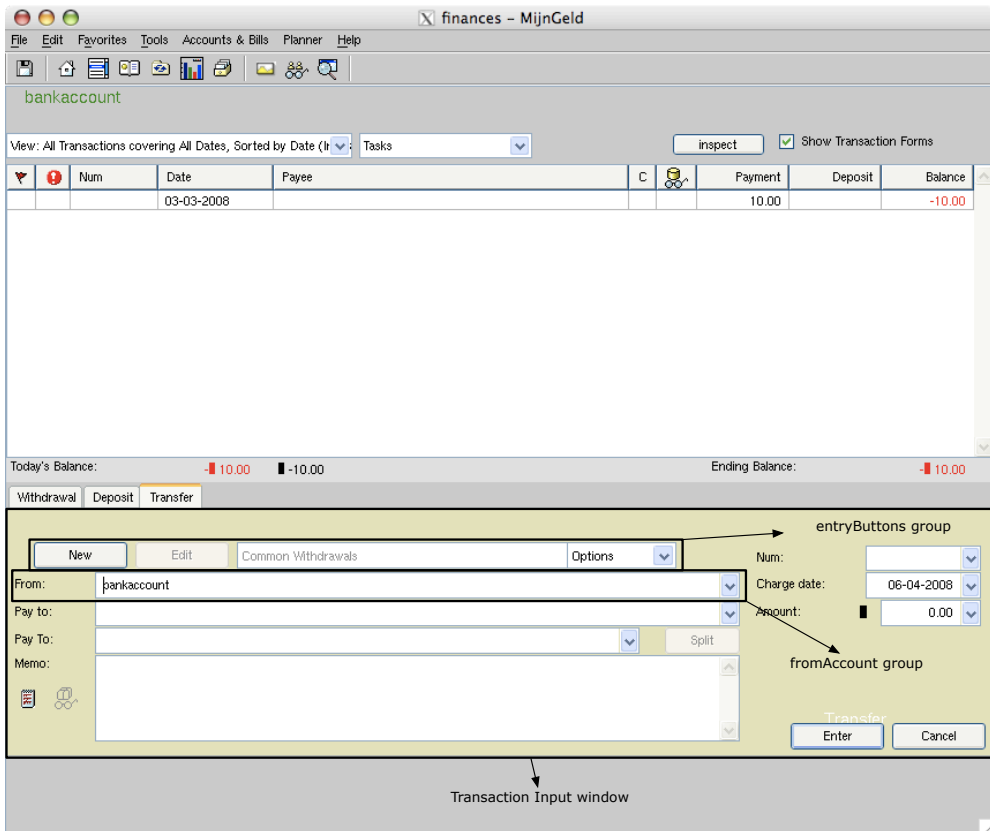 finances – MijnGeld
File Edit Favorites Tools Accounts & Bills Planner Help
bankaccount
View: All Transactions covering All Dates, Sorted by Date (In Tasks inspect Show Transaction Forms
Num Date Payee C Payment Deposit Balance
03-03-2008 10.00 -10.00
Today's Balance: - 10.00 -10.00 Ending Balance: - 10.00
Withdrawal Deposit Transfer
entryButtons group
New Edit Common Withdrawals Options Num:
From: bankaccount Charge date: 06-04-2008
Pay to: Amount: 0.00
Pay To: Split
Memo:
fromAccount group
Transfer
Enter Cancel
Transaction Input window